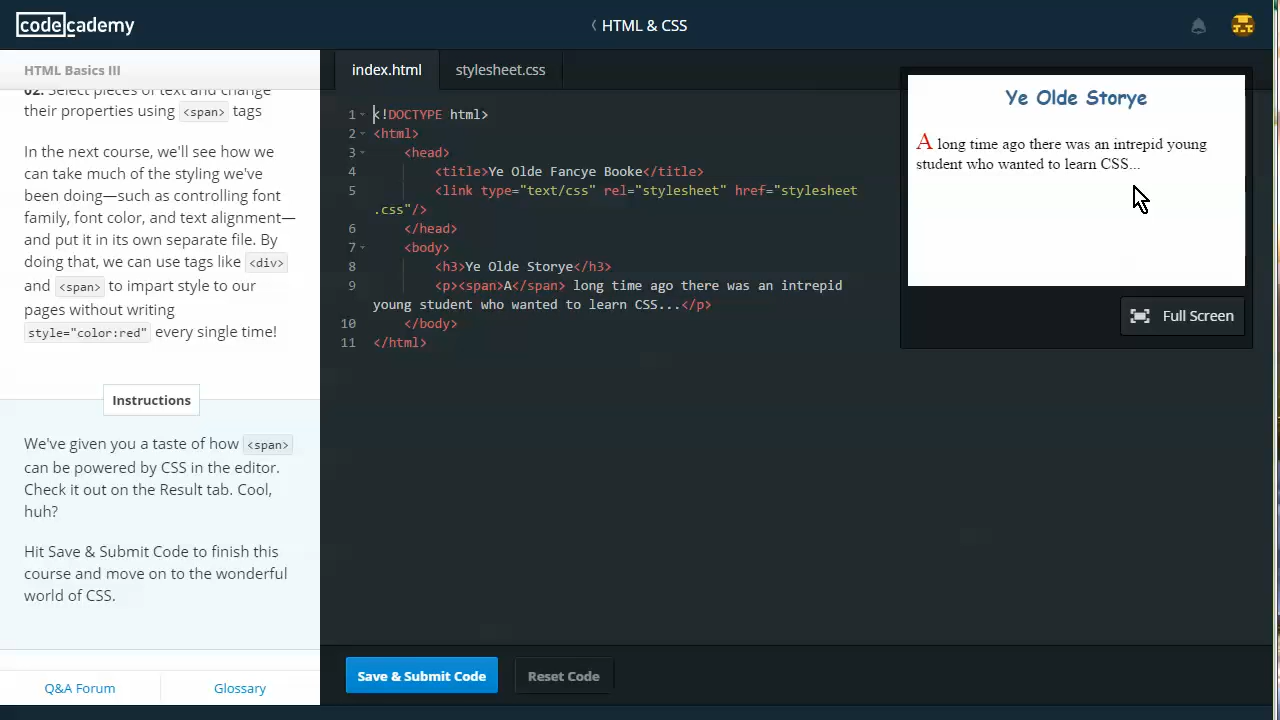 codecademy
HTML & CSS
HTML Basics III
02. Select pieces of text and change
their properties using <span> tags
In the next course, we'll see how we
can take much of the styling we've
been doing—such as controlling font
family, font color, and text alignment—
and put it in its own separate file. By
doing that, we can use tags like <div>
and <span> to impart style to our
pages without writing
style="color:red" every single time!
Instructions
We've given you a taste of how <span>
can be powered by CSS in the editor.
Check it out on the Result tab. Cool,
huh?
Hit Save & Submit Code to finish this
course and move on to the wonderful
world of CSS.
Q&A Forum
Glossary
index.html
stylesheet.css
1 <!DOCTYPE html>
2 <html>
3 <head>
4 <title>Ye Olde Fancye Booke</title>
5 <link type="text/css" rel="stylesheet" href="stylesheet
.css"/>
6 </head>
7 <body>
8 <h3>Ye Olde Storye</h3>
9 <p><span>A</span> long time ago there was an intrepid
young student who wanted to learn CSS...</p>
10 </body>
11 </html>
Save & Submit Code
Reset Code
Ye Olde Storye
A long time ago there was an intrepid young
student who wanted to learn CSS...
Full Screen